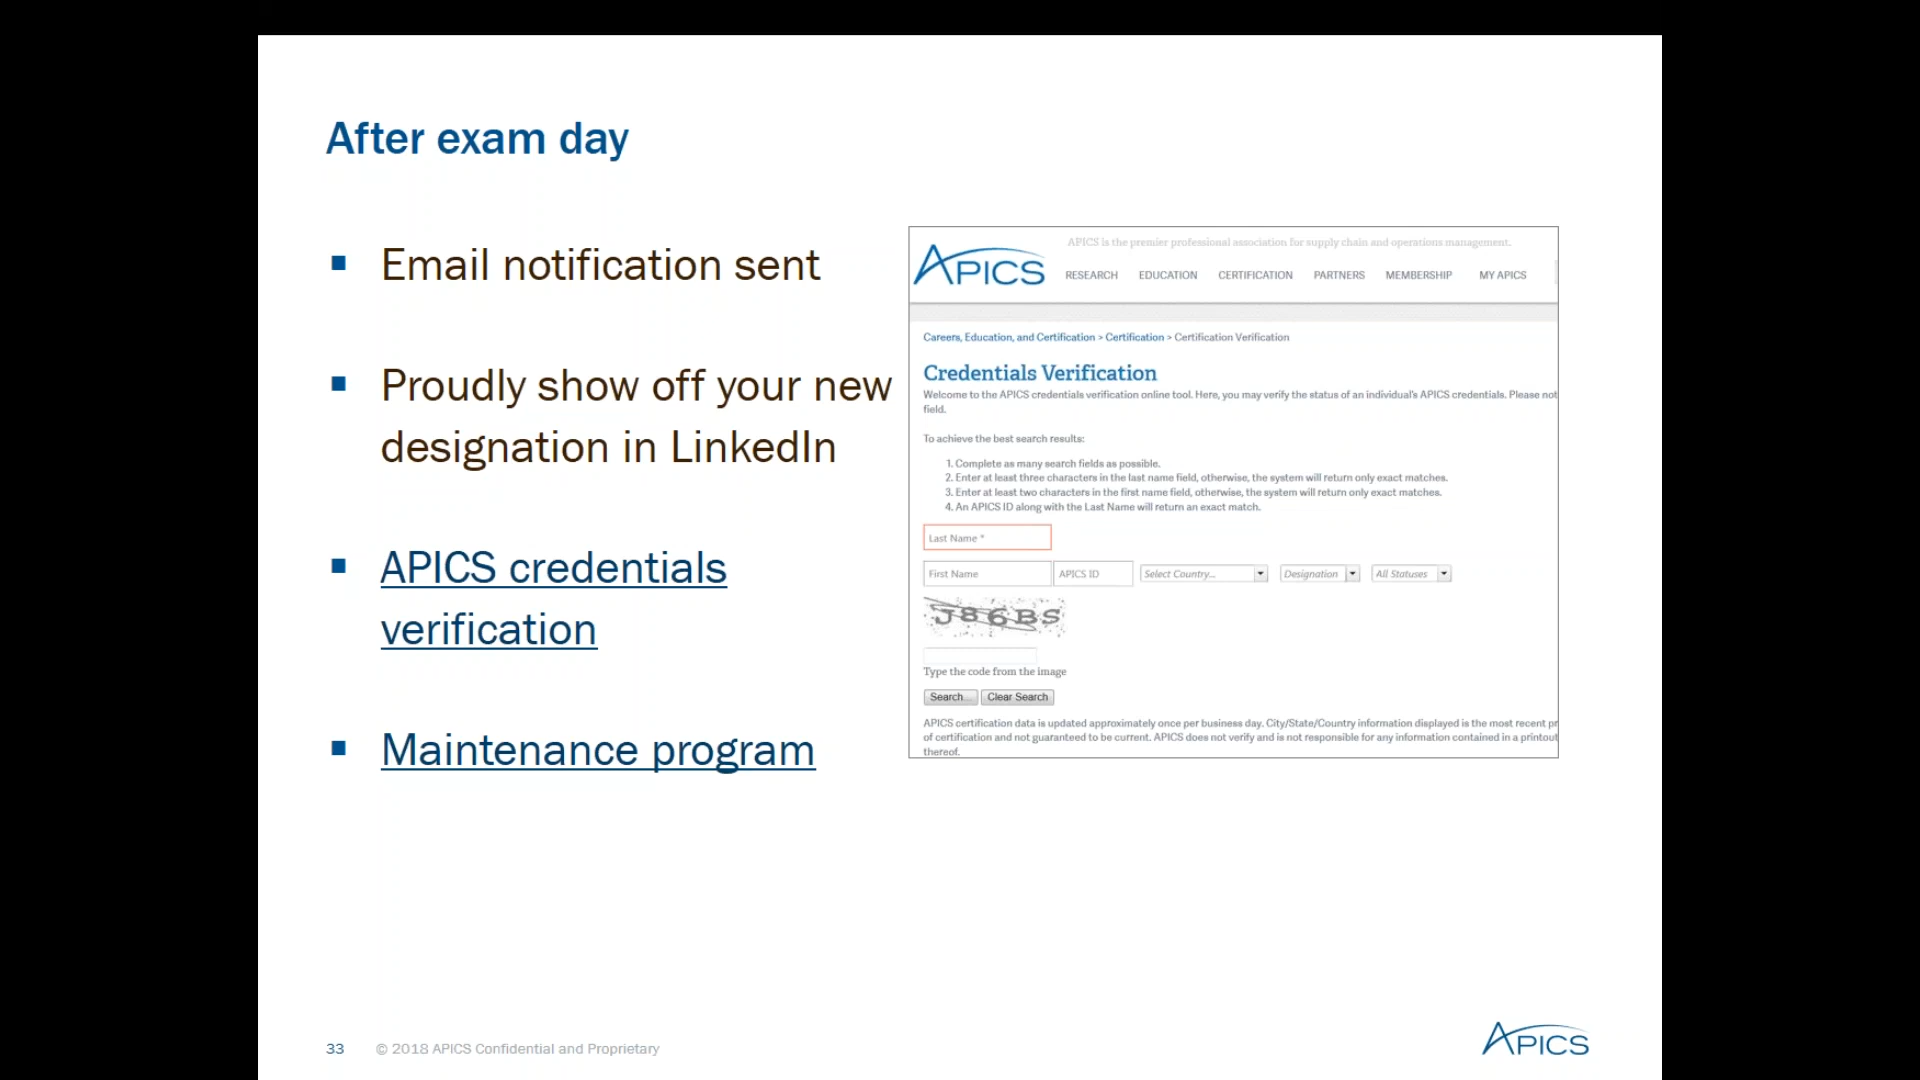 After exam day
Email notification sent
Proudly show off your new
designation in LinkedIn
APICS credentials
verification
Maintenance program
APICS is the premier professional association for supply chain and operations management.
APICS
RESEARCH EDUCATION CERTIFICATION PARTNERS MEMBERSHIP MY APICS
Careers, Education, and Certification > Certification > Certification Verification
Credentials Verification
Welcome to the APICS credentials verification online tool. Here, you may verify the status of an individual's APICS credentials. Please not
field.
To achieve the best search results:
1. Complete as many search fields as possible.
2. Enter at least three characters in the last name field, otherwise, the system will return only exact matches.
3. Enter at least two characters in the first name field, otherwise, the system will return only exact matches.
4. An APICS ID along with the Last Name will return an exact match.
Last Name *
First Name APICS ID Select Country... Designation All Statuses
J86BS
Type the code from the image
Search... Clear Search
APICS certification data is updated approximately once per business day. City/State/Country information displayed is the most recent pr
of certification and not guaranteed to be current. APICS does not verify and is not responsible for any information contained in a printout
thereof.
33 © 2018 APICS Confidential and Proprietary
APICS